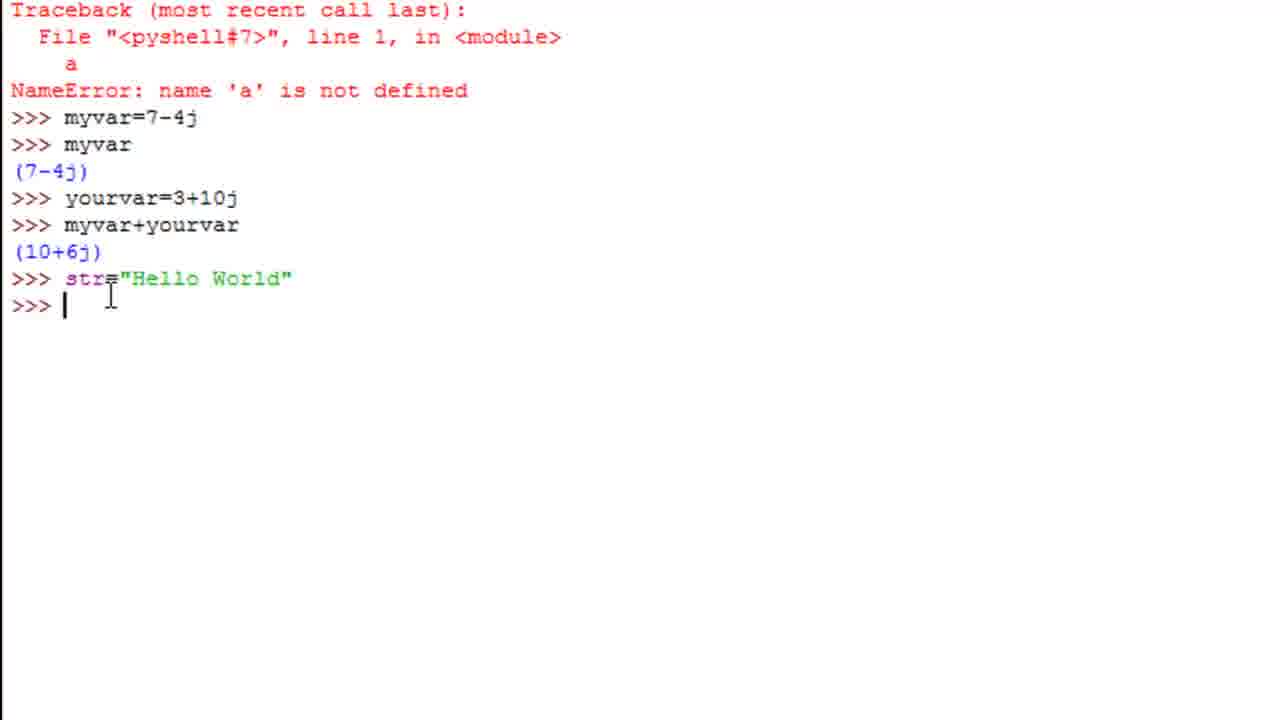 Traceback (most recent call last):
  File "<pyshell#7>", line 1, in <module>
    a
NameError: name 'a' is not defined
>>> myvar=7-4j
>>> myvar
(7-4j)
>>> yourvar=3+10j
>>> myvar+yourvar
(10+6j)
>>> str="Hello World"
>>>